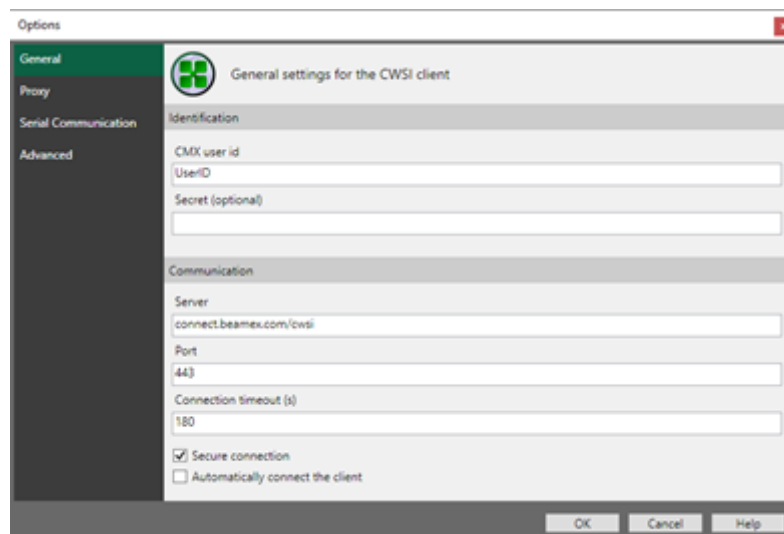 Options
General
Proxy
Serial Communication
Advanced
General settings for the CWSI client
Identification
CMX user id
UserID
Secret (optional)
Communication
Server
connect.beamex.com/cwsi
Port
443
Connection timeout (s)
180
Secure connection
Automatically connect the client
OK Cancel Help